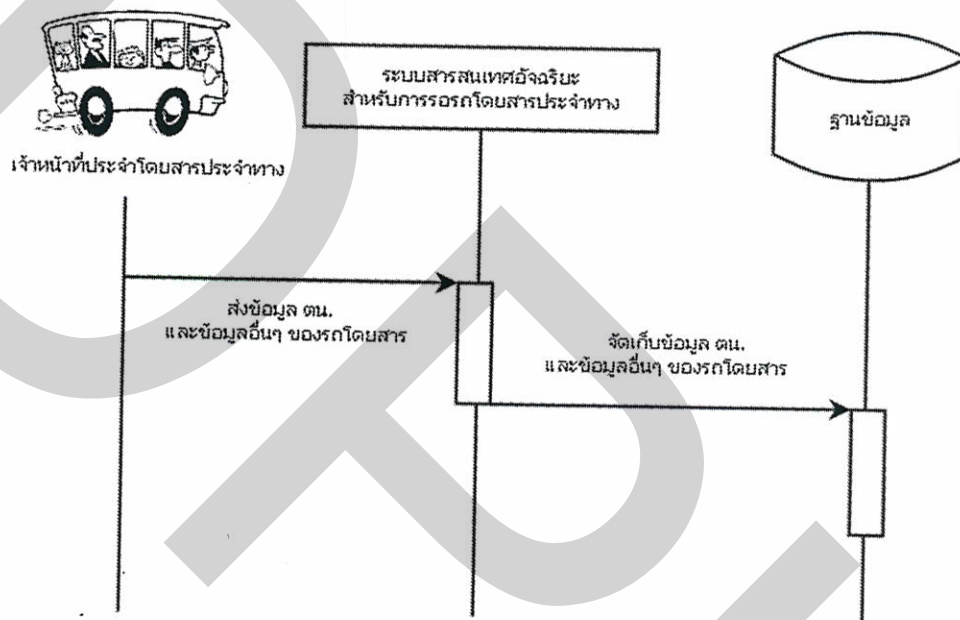 ระบบสารสนเทศอัจฉริยะ
สำหรับการรอรถโดยสารประจำทาง
ฐานข้อมูล
เจ้าหน้าที่ประจำโดยสารประจำทาง
ส่งข้อมูล ตน.
และข้อมูลอื่นๆ ของรถโดยสาร
จัดเก็บข้อมูล ตน.
และข้อมูลอื่นๆ ของรถโดยสาร